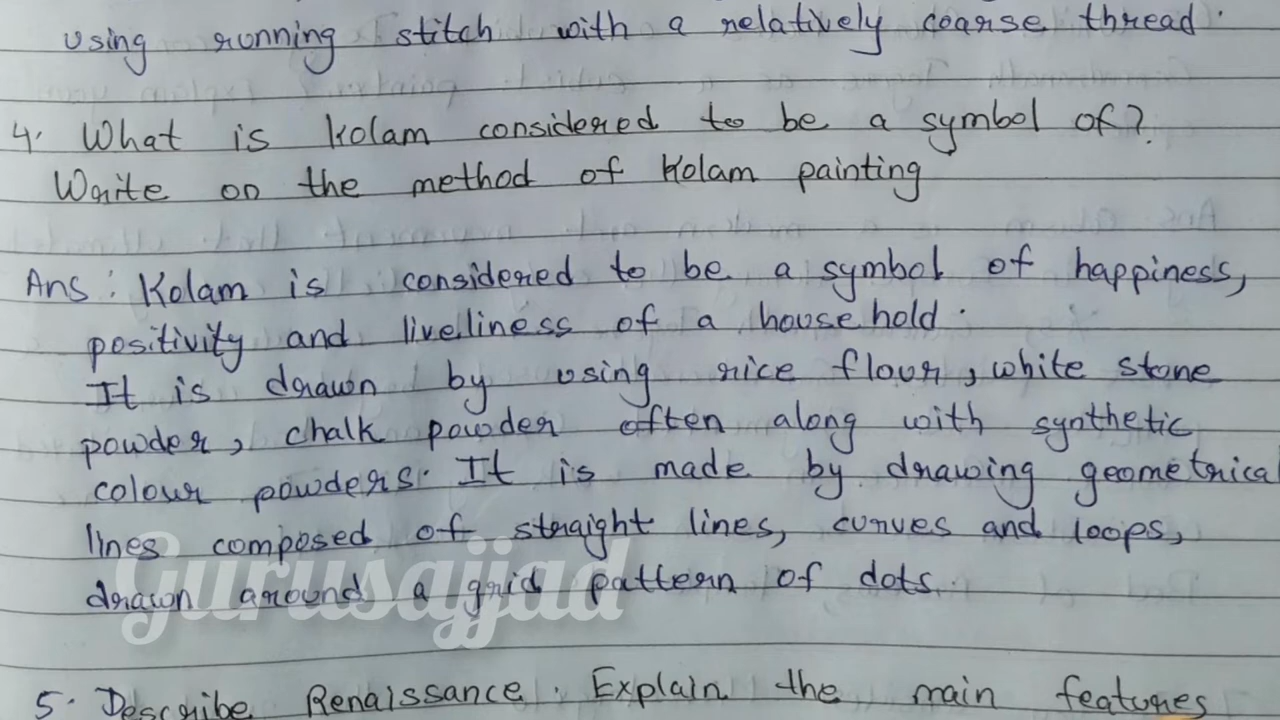 using running stitch with a relatively coarse thread.
4. What is kolam considered to be a symbol of?
Write on the method of Kolam painting
Ans: Kolam is considered to be a symbol of happiness,
positivity and liveliness of a household.
It is drawn by using rice flour, white stone
powder, chalk powder often along with synthetic
colour powders. It is made by drawing geometrical
lines composed of straight lines, curves and loops,
drawn around a grid pattern of dots.
Gurusajjad
5. Describe Renaissance. Explain the main features